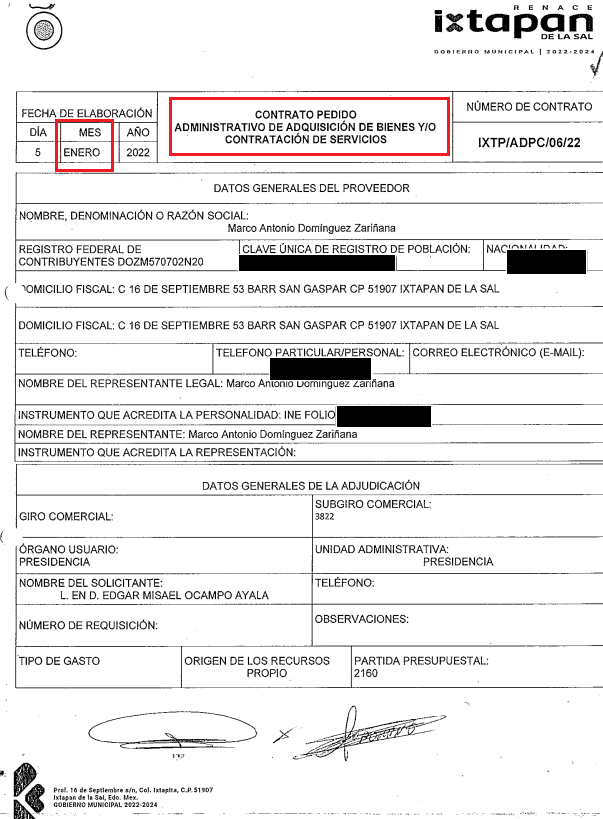 RENACE
ixtapan
DE LA SAL
GOBIERNO MUNICIPAL | 2022-2024
FECHA DE ELABORACIÓN
DÍA MES AÑO
5 ENERO 2022
CONTRATO PEDIDO
ADMINISTRATIVO DE ADQUISICIÓN DE BIENES Y/O
CONTRATACIÓN DE SERVICIOS
NÚMERO DE CONTRATO
IXTP/ADPC/06/22
DATOS GENERALES DEL PROVEEDOR
NOMBRE, DENOMINACIÓN O RAZÓN SOCIAL:
Marco Antonio Domínguez Zariñana
REGISTRO FEDERAL DE
CONTRIBUYENTES DOZM570702N20
CLAVE ÚNICA DE REGISTRO DE POBLACIÓN:
NACIONALIDAD:
DOMICILIO FISCAL: C 16 DE SEPTIEMBRE 53 BARR SAN GASPAR CP 51907 IXTAPAN DE LA SAL
DOMICILIO FISCAL: C 16 DE SEPTIEMBRE 53 BARR SAN GASPAR CP 51907 IXTAPAN DE LA SAL
TELÉFONO: TELEFONO PARTICULAR/PERSONAL: CORREO ELECTRÓNICO (E-MAIL):
NOMBRE DEL REPRESENTANTE LEGAL: Marco Antonio Domínguez Zariñana
INSTRUMENTO QUE ACREDITA LA PERSONALIDAD: INE FOLIO
NOMBRE DEL REPRESENTANTE: Marco Antonio Domínguez Zariñana
INSTRUMENTO QUE ACREDITA LA REPRESENTACIÓN:
DATOS GENERALES DE LA ADJUDICACIÓN
GIRO COMERCIAL:
SUBGIRO COMERCIAL:
3822
ÓRGANO USUARIO:
PRESIDENCIA
UNIDAD ADMINISTRATIVA:
PRESIDENCIA
NOMBRE DEL SOLICITANTE:
L. EN D. EDGAR MISAEL OCAMPO AYALA
TELÉFONO:
NÚMERO DE REQUISICIÓN:
OBSERVACIONES:
TIPO DE GASTO
ORIGEN DE LOS RECURSOS
PROPIO
PARTIDA PRESUPUESTAL:
2160
Prol. 16 de Septiembre s/n, Col. Ixtapita, C.P. 51907
Ixtapan de la Sal, Edo. Mex.
GOBIERNO MUNICIPAL 2022-2024